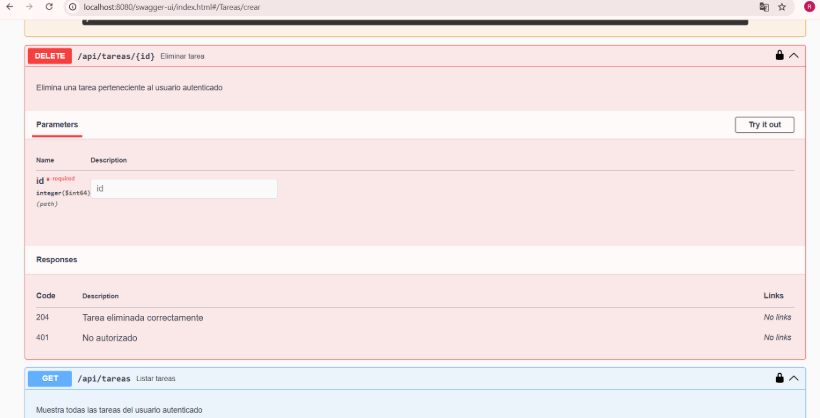 localhost:8080/swagger-ui/index.html#/Tareas/crear
R
DELETE /api/tareas/{id} Eliminar tarea
Elimina una tarea perteneciente al usuario autenticado
Parameters
Try it out
Name Description
id * required
integer($int64)
(path)
id
Responses
Code Description Links
204 Tarea eliminada correctamente No links
401 No autorizado No links
GET /api/tareas Listar tareas
Muestra todas las tareas del usuario autenticado